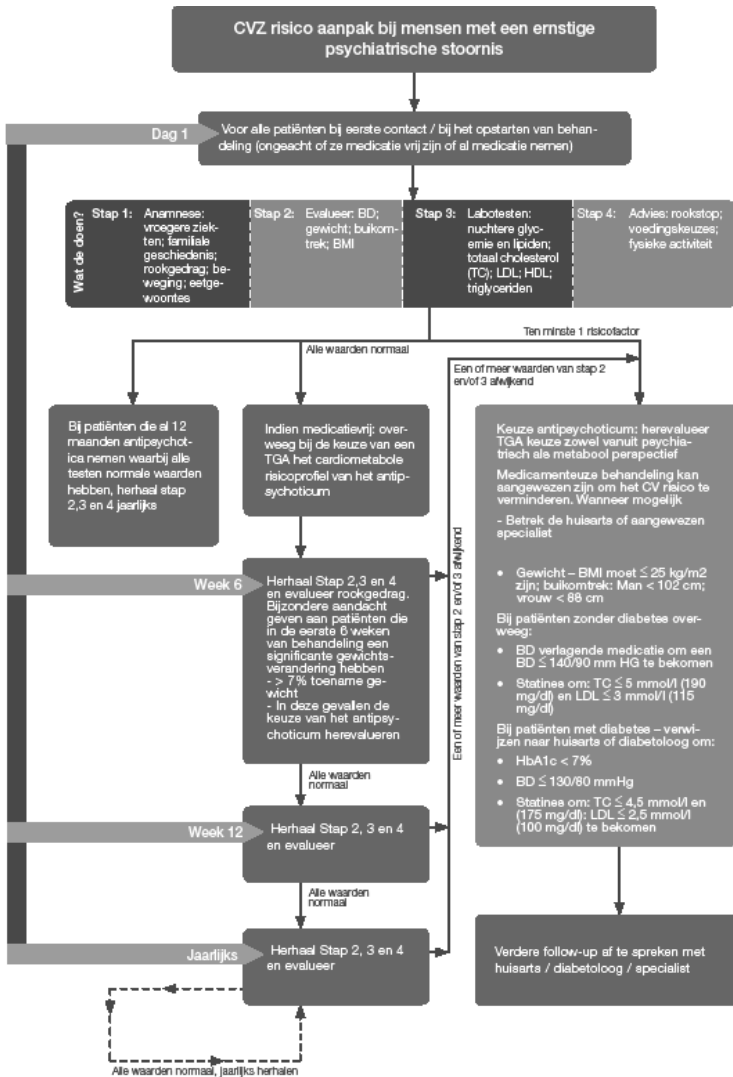 CVZ risico aanpak bij mensen met een ernstige
psychiatrische stoornis
Dag 1
Voor alle patiënten bij eerste contact / bij het opstarten van behan-
deling (ongeacht of ze medicatie vrij zijn of al medicatie nemen)
Wat de doen?
Stap 1: Anamnese:
vroegere ziek-
ten; familiale
geschiedenis;
rookgedrag; be-
weging; eetge-
woontes
Stap 2: Evalueer: BD;
gewicht; buikom-
trek; BMI
Stap 3: Labotesten:
nuchtere glyc-
emie en lipiden;
totaal cholesterol
(TC); LDL; HDL;
triglyceriden
Stap 4: Advies: rookstop;
voedingskeuzes;
fysieke activiteit
Ten minste 1 risicofactor
Alle waarden normaal
Een of meer waarden van stap 2
en/of 3 afwijkend
Bij patiënten die al 12
maanden antipsychot-
ica nemen waarbij alle
testen normale waarden
hebben, herhaal stap
2,3 en 4 jaarlijks
Indien medicatievrij: over-
weeg bij de keuze van een
TGA het cardiometabole
risicoprofiel van het antip-
sychoticum
Keuze antipsychoticum: herevalueer
TGA keuze zowel vanuit psychia-
trisch als metabool perspectief
Medicamenteuze behandeling kan
aangewezen zijn om het CV risico te
verminderen. Wanneer mogelijk
- Betrek de huisarts of aangewezen
specialist
• Gewicht – BMI moet ≤ 25 kg/m2
zijn; buikomtrek: Man < 102 cm;
vrouw < 88 cm
Bij patiënten zonder diabetes over-
weeg:
• BD verlagende medicatie om een
BD ≤ 140/90 mm HG te bekomen
• Statines om: TC ≤ 5 mmol/l (190
mg/dl) en LDL ≤ 3 mmol/l (115
mg/dl)
Bij patiënten met diabetes – verwi-
jzen naar huisarts of diabetoloog om:
• HbA1c < 7%
• BD ≤ 130/80 mmHg
• Statines om: TC ≤ 4,5 mmol/l en
(175 mg/dl): LDL ≤ 2,5 mmol/l
(100 mg/dl) te bekomen
Week 6
Herhaal Stap 2,3 en 4
en evalueer rookgedrag.
Bijzondere aandacht
geven aan patiënten die
in de eerste 6 weken
van behandeling een
significante gewichts-
verandering hebben
- > 7% toename ge-
wicht
- In deze gevallen de
keuze van het antipsy-
choticum herevalueren
Een of meer waarden van stap 2 en/of 3 afwijkend
Alle waarden
normaal
Week 12
Herhaal Stap 2, 3 en 4
en evalueer
Alle waarden
normaal
Jaarlijks
Herhaal Stap 2, 3 en 4
en evalueer
Verdere follow-up af te spreken met
huisarts / diabetoloog / specialist
Alle waarden normaal, jaarlijks herhalen